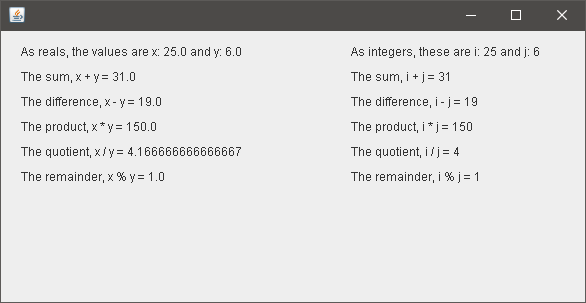 As reals, the values are x: 25.0 and y: 6.0
The sum, x + y = 31.0
The difference, x - y = 19.0
The product, x * y = 150.0
The quotient, x / y = 4.166666666666667
The remainder, x % y = 1.0
As integers, these are i: 25 and j: 6
The sum, i + j = 31
The difference, i - j = 19
The product, i * j = 150
The quotient, i / j = 4
The remainder, i % j = 1